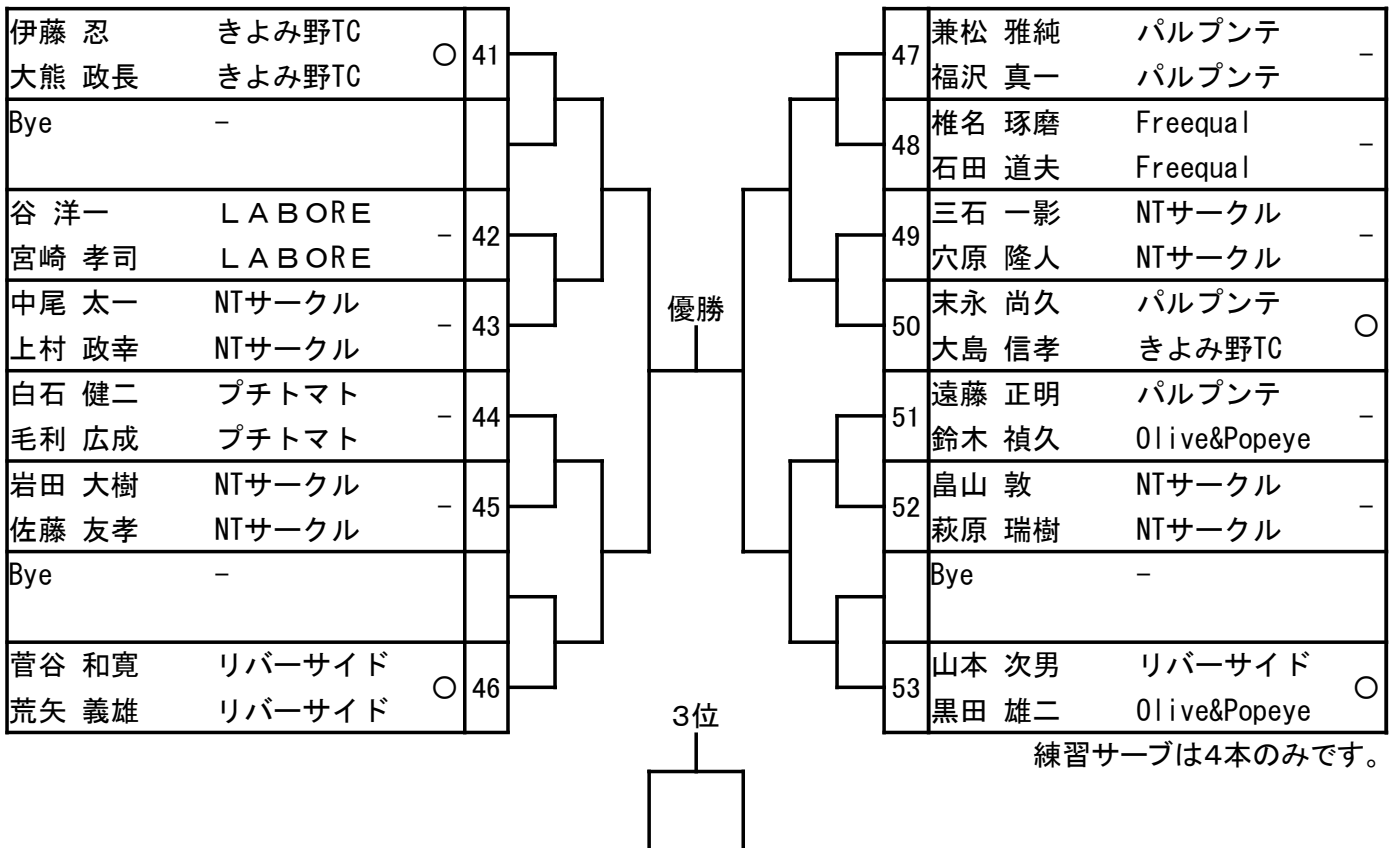 伊藤 忍 きよみ野TC ○ 41
大熊 政長 きよみ野TC
Bye -
谷 洋一 ＬＡＢＯＲＥ - 42
宮崎 孝司 ＬＡＢＯＲＥ
中尾 太一 NTサークル - 43
上村 政幸 NTサークル
白石 健二 プチトマト - 44
毛利 広成 プチトマト
岩田 大樹 NTサークル - 45
佐藤 友孝 NTサークル
Bye -
菅谷 和寛 リバーサイド ○ 46
荒矢 義雄 リバーサイド
優勝
3位
47 兼松 雅純 パルプンテ -
福沢 真一 パルプンテ
48 椎名 琢磨 Freequal -
石田 道夫 Freequal
49 三石 一影 NTサークル -
穴原 隆人 NTサークル
50 末永 尚久 パルプンテ ○
大島 信孝 きよみ野TC
51 遠藤 正明 パルプンテ -
鈴木 禎久 Olive&Popeye
52 畠山 敦 NTサークル -
萩原 瑞樹 NTサークル
Bye -
53 山本 次男 リバーサイド ○
黒田 雄二 Olive&Popeye
練習サーブは4本のみです。